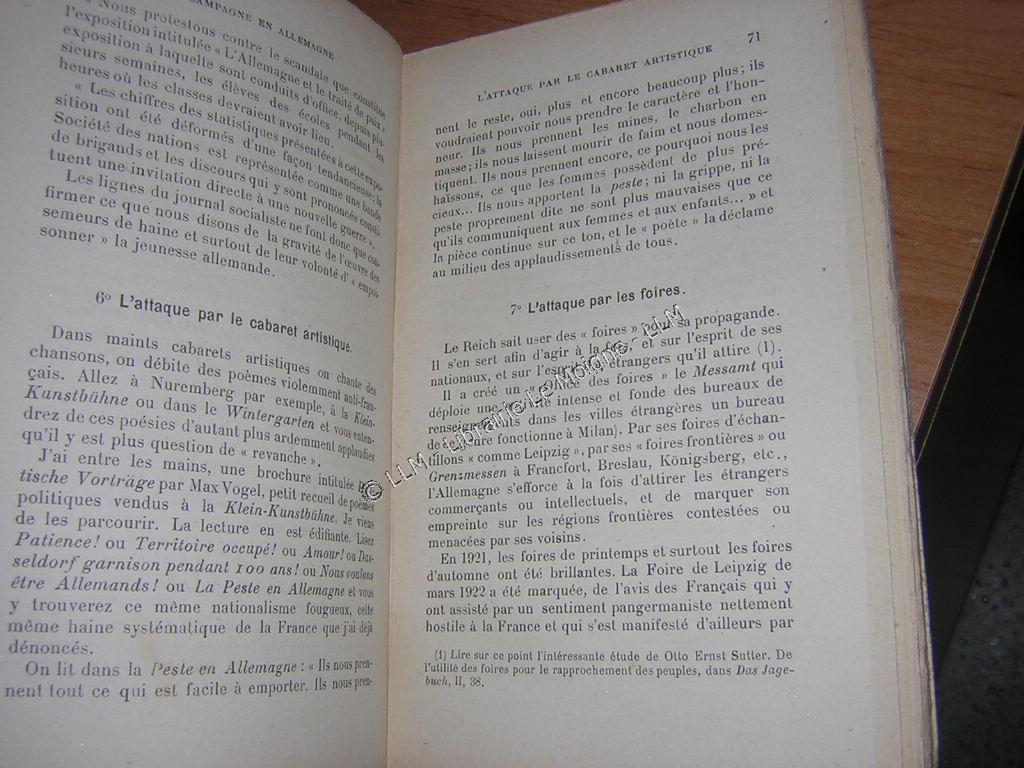 CAMPAGNE EN ALLEMAGNE
« Nous protestons contre le scandale que constitue
l'exposition intitulée « L'Allemagne et le traité de paix »
exposition à laquelle sont conduits d'office, depuis plu-
sieurs semaines, les élèves des écoles pendant les
heures où les classes devraient avoir lieu.
« Les chiffres des statistiques présentées à cette expo-
sition ont été déformés d'une façon tendancieuse; la
Société des nations est représentée comme une bande
de brigands et les discours qui y sont prononcés consti-
tuent une invitation directe à une nouvelle guerre ».
Les lignes du journal socialiste ne font donc que con-
firmer ce que nous disons de la gravité de l'œuvre des
semeurs de haine et surtout de leur volonté d' « empoi-
sonner » la jeunesse allemande.
6º L'attaque par le cabaret artistique.
Dans maints cabarets artistiques on chante des
chansons, on débite des poèmes violemment anti-fran-
çais. Allez à Nuremberg par exemple, à la Klein-
Kunstbühne ou dans le Wintergarten et vous enten-
drez de ces poésies d'autant plus ardemment applaudies
qu'il y est plus question de « revanche ».
J'ai entre les mains, une brochure intitulée
tische Vorträge par Max Vogel, petit recueil de poèmes
politiques vendus à la Klein-Kunstbühne. Je viens
de les parcourir. La lecture en est édifiante. Lisez
Patience! ou Territoire occupé! ou Amour! ou Dus-
seldorf garnison pendant 100 ans! ou Nous voulons
être Allemands! ou La Peste en Allemagne et vous
y trouverez ce même nationalisme fougueux, cette
même haine systématique de la France que j'ai déjà
dénoncés.
On lit dans la Peste en Allemagne : « Ils nous pren-
nent tout ce qui est facile à emporter. Ils nous pren-
L'ATTAQUE PAR LE CABARET ARTISTIQUE 71
nent le reste, oui, plus et encore beaucoup plus; ils
voudraient pouvoir nous prendre le caractère et l'hon-
neur. Ils nous prennent les mines, le charbon en
masse; ils nous laissent mourir de faim et nous domes-
tiquent. Ils nous prennent encore, ce pourquoi nous les
haïssons, ce que les femmes possèdent de plus pré-
cieux... Ils nous apportent la peste; ni la grippe, ni la
peste proprement dite ne sont plus mauvaises que ce
qu'ils communiquent aux femmes et aux enfants... » et
la pièce continue sur ce ton, et le « poète » la déclame
au milieu des applaudissements de tous.
7º L'attaque par les foires.
Le Reich sait user des « foires » pour sa propagande.
Il s'en sert afin d'agir à la fois, et sur l'esprit de ses
nationaux, et sur l'esprit des étrangers qu'il attire (1).
Il a créé un « office des foires » le Messamt qui
déploie une activité intense et fonde des bureaux de
renseignements dans les villes étrangères un bureau
de ce genre fonctionne à Milan). Par ses foires d'échan-
tillons « comme Leipzig », par ses « foires frontières » ou
Grenzmessen à Francfort, Breslau, Königsberg, etc.,
l'Allemagne s'efforce à la fois d'attirer les étrangers
commerçants ou intellectuels, et de marquer son
empreinte sur les régions frontières contestées ou
menacées par ses voisins.
En 1921, les foires de printemps et surtout les foires
d'automne ont été brillantes. La Foire de Leipzig de
mars 1922 a été marquée, de l'avis des Français qui y
ont assisté par un sentiment pangermaniste nettement
hostile à la France et qui s'est manifesté d'ailleurs par
(1) Lire sur ce point l'intéressante étude de Otto Ernst Sutter. De
l'utilité des foires pour le rapprochement des peuples, dans Das Jage-
buch, II, 38.
© LLM - Librairie Le Moigne - LLM